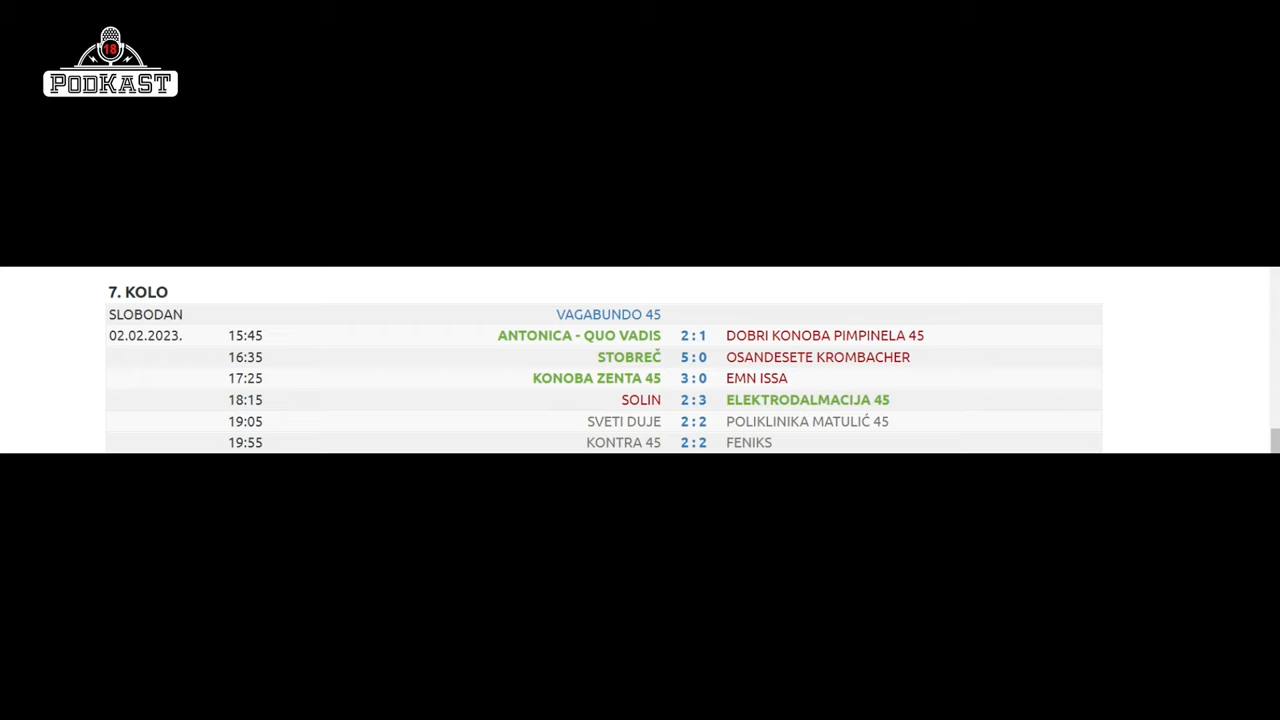 18
PODKAST
7. KOLO
SLOBODAN VAGABUNDO 45
02.02.2023. 15:45 ANTONICA - QUO VADIS 2 : 1 DOBRI KONOBA PIMPINELA 45
16:35 STOBREČ 5 : 0 OSANDESETE KROMBACHER
17:25 KONOBA ZENTA 45 3 : 0 EMN ISSA
18:15 SOLIN 2 : 3 ELEKTRODALMACIJA 45
19:05 SVETI DUJE 2 : 2 POLIKLINIKA MATULIĆ 45
19:55 KONTRA 45 2 : 2 FENIKS